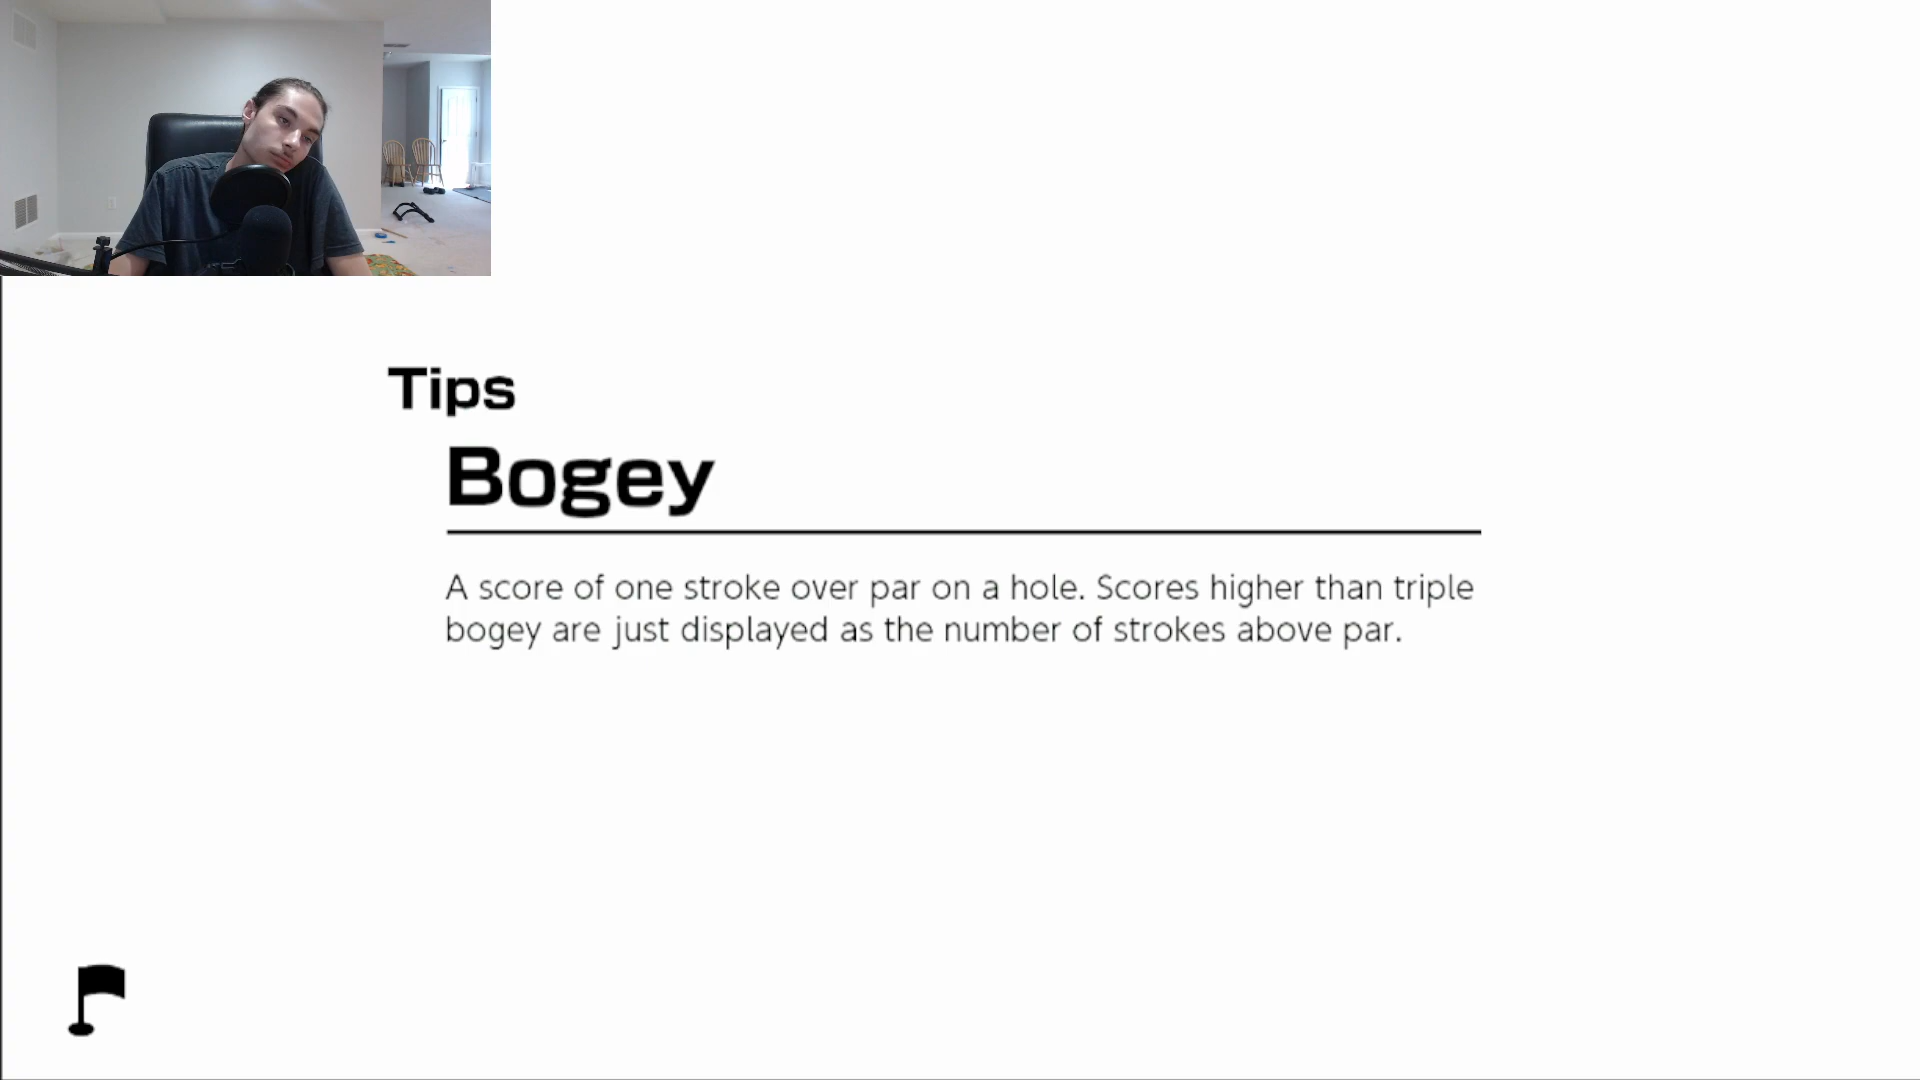 Tips
Bogey
A score of one stroke over par on a hole. Scores higher than triple
bogey are just displayed as the number of strokes above par.